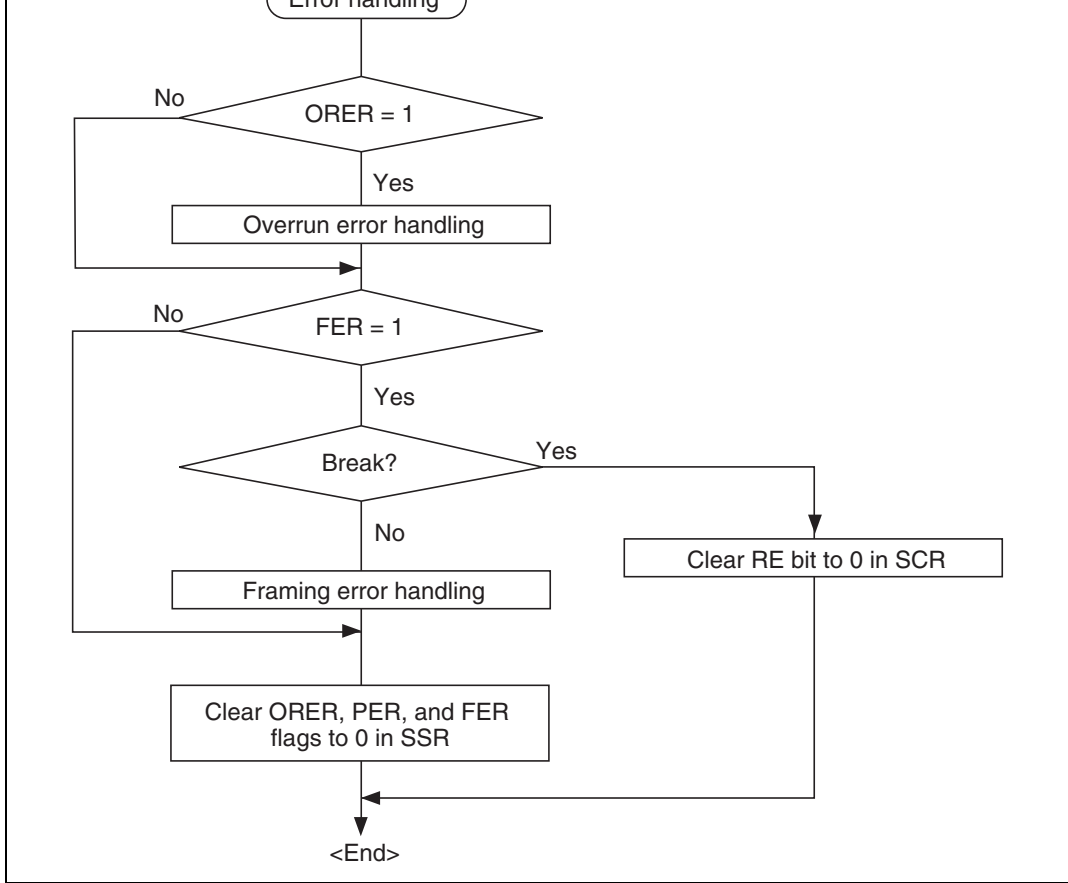 Error handling
No
ORER = 1
Yes
Overrun error handling
No
FER = 1
Yes
Break?
Yes
No
Clear RE bit to 0 in SCR
Framing error handling
Clear ORER, PER, and FER
flags to 0 in SSR
<End>